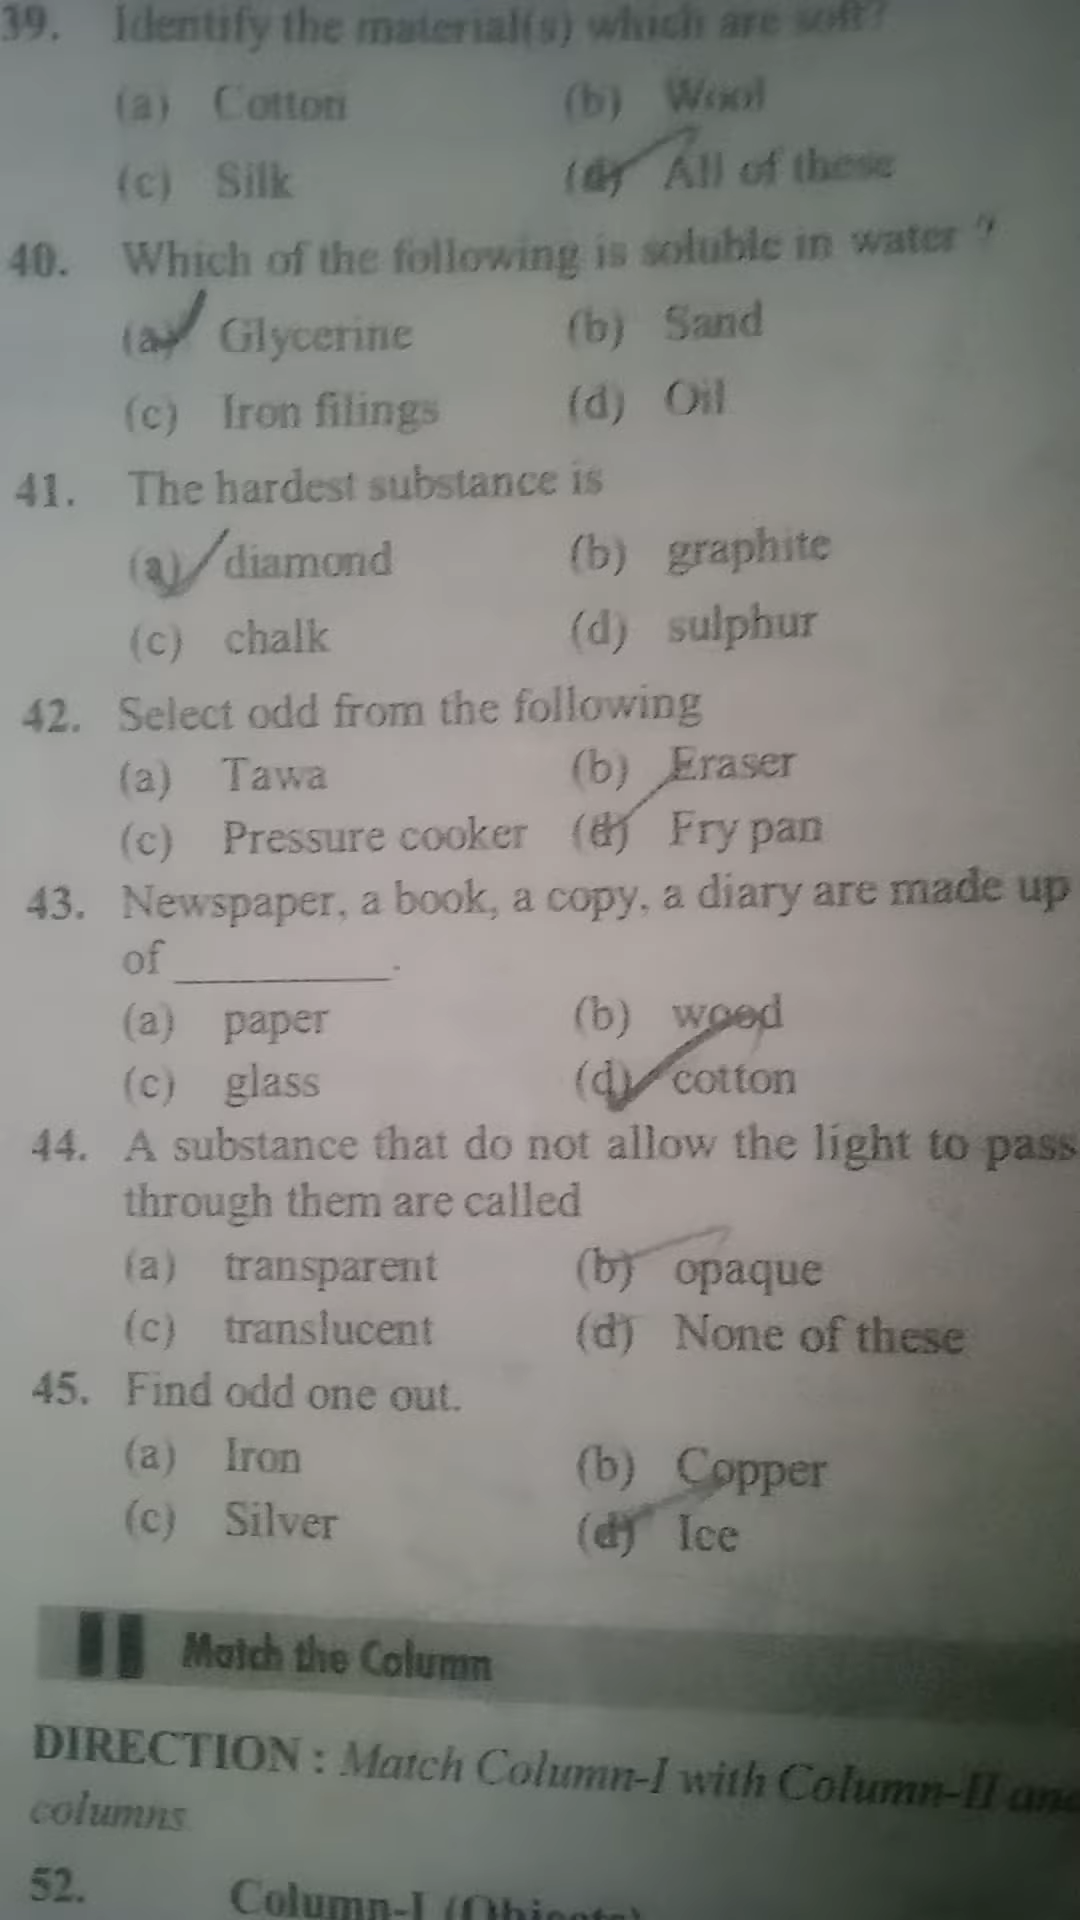 39. Identify the material(s) which are soft?
(a) Cotton (b) Wool
(c) Silk (d) All of these
40. Which of the following is soluble in water ?
(a) Glycerine (b) Sand
(c) Iron filings (d) Oil
41. The hardest substance is
(a) diamond (b) graphite
(c) chalk (d) sulphur
42. Select odd from the following
(a) Tawa (b) Eraser
(c) Pressure cooker (d) Fry pan
43. Newspaper, a book, a copy, a diary are made up
of __________.
(a) paper (b) wood
(c) glass (d) cotton
44. A substance that do not allow the light to pass
through them are called
(a) transparent (b) opaque
(c) translucent (d) None of these
45. Find odd one out.
(a) Iron (b) Copper
(c) Silver (d) Ice
Match the Column
DIRECTION : Match Column-I with Column-II and
columns
52. Column-I (Objects)